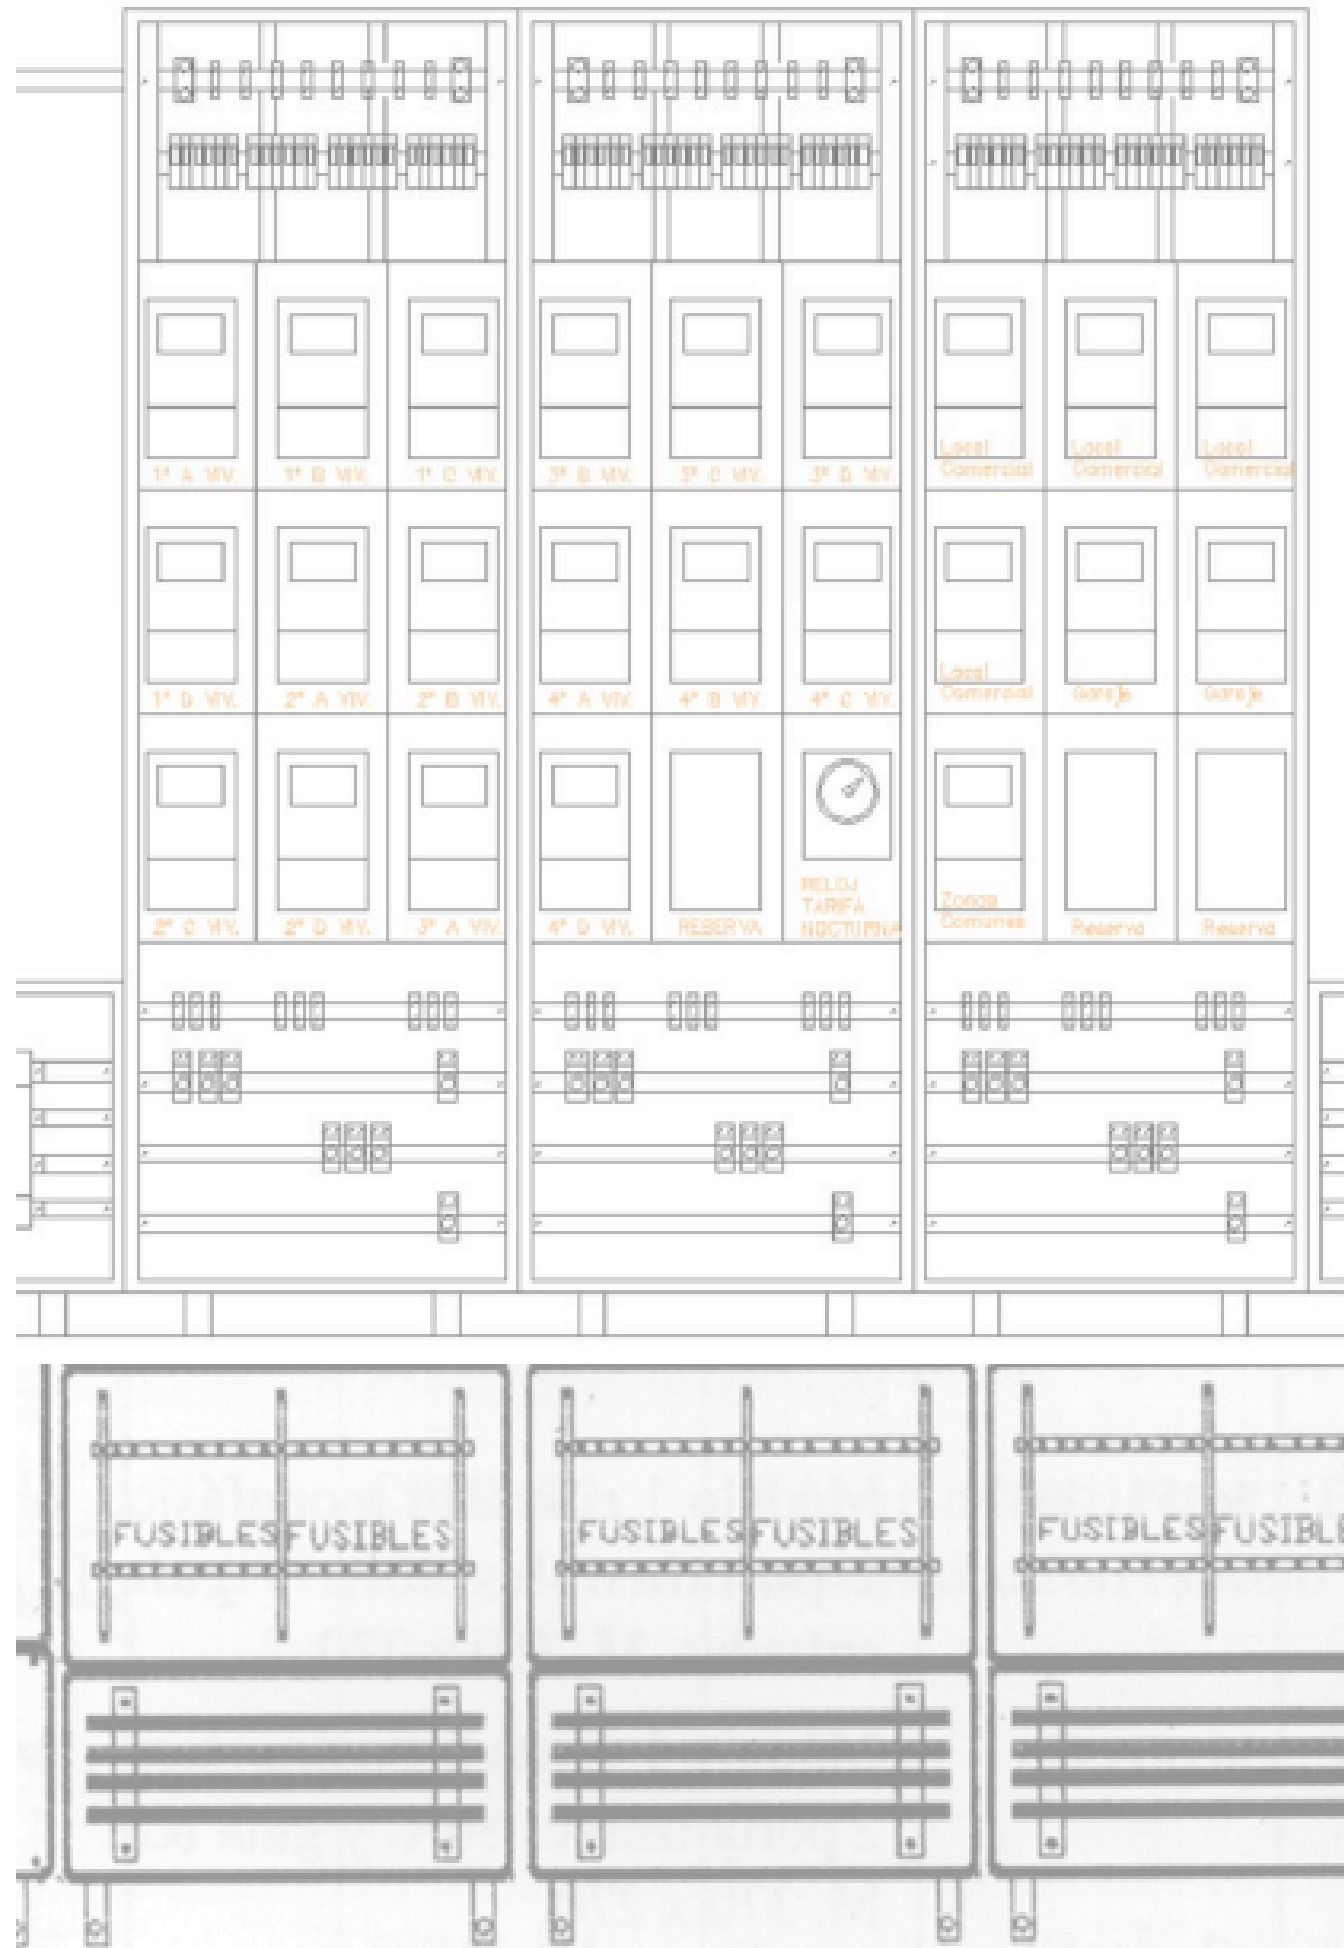 1º A VIV.
1º B VIV.
1º C VIV.
3º B VIV.
3º C VIV.
3º D VIV.
Local
Comercial
Local
Comercial
Local
Comercial
1º D VIV.
2º A VIV.
2º B VIV.
4º A VIV.
4º B VIV.
4º C VIV.
Local
Comercial
Garaje
Garaje
2º C VIV.
2º D VIV.
3º A VIV.
4º D VIV.
RESERVA
RELOJ
TARIFA
NOCTURNA
Zonas
Comunes
Reserva
Reserva
FUSIBLES FUSIBLES
FUSIBLES FUSIBLES
FUSIBLES FUSIBLE